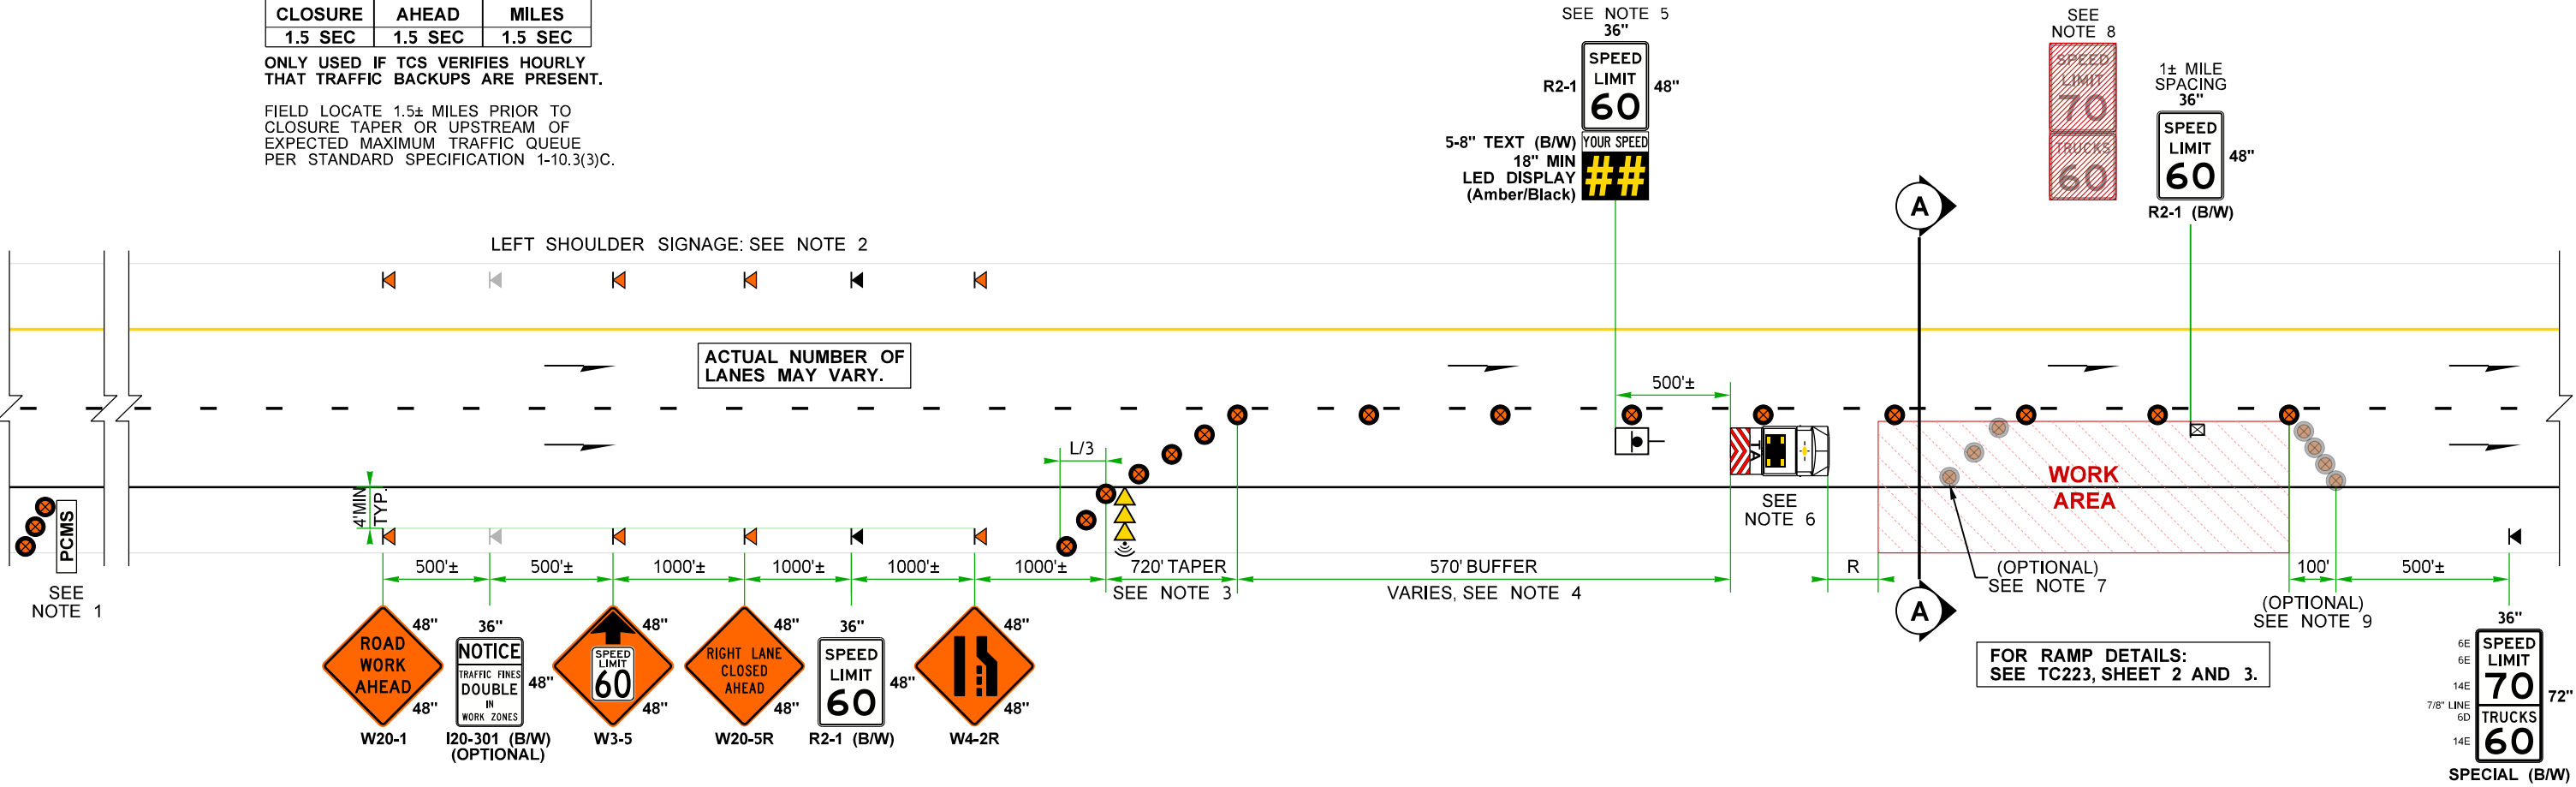 CLOSURE AHEAD MILES
1.5 SEC 1.5 SEC 1.5 SEC
ONLY USED IF TCS VERIFIES HOURLY
THAT TRAFFIC BACKUPS ARE PRESENT.
FIELD LOCATE 1.5± MILES PRIOR TO
CLOSURE TAPER OR UPSTREAM OF
EXPECTED MAXIMUM TRAFFIC QUEUE
PER STANDARD SPECIFICATION 1-10.3(3)C.
SEE NOTE 5
36"
SPEED
LIMIT
60
R2-1
48"
5-8" TEXT (B/W)
YOUR SPEED
18" MIN
LED DISPLAY
(Amber/Black)
##
SEE
NOTE 8
SPEED
LIMIT
70
TRUCKS
60
1± MILE
SPACING
36"
SPEED
LIMIT
60
48"
R2-1 (B/W)
A
LEFT SHOULDER SIGNAGE: SEE NOTE 2
ACTUAL NUMBER OF
LANES MAY VARY.
500'±
L/3
4'MIN
TYP.
PCMS
SEE
NOTE 1
T
A
SEE
NOTE 6
WORK
AREA
500'±
500'±
1000'±
1000'±
1000'±
1000'±
720' TAPER
SEE NOTE 3
570' BUFFER
VARIES, SEE NOTE 4
R
(OPTIONAL)
SEE NOTE 7
100'
500'±
(OPTIONAL)
SEE NOTE 9
A
FOR RAMP DETAILS:
SEE TC223, SHEET 2 AND 3.
48"
ROAD
WORK
AHEAD
48"
W20-1
36"
NOTICE
TRAFFIC FINES
DOUBLE
IN
WORK ZONES
48"
I20-301 (B/W)
(OPTIONAL)
48"
SPEED
LIMIT
60
48"
W3-5
48"
RIGHT LANE
CLOSED
AHEAD
48"
W20-5R
36"
SPEED
LIMIT
60
48"
R2-1 (B/W)
48"
48"
W4-2R
36"
6E SPEED
6E LIMIT
14E 70
72"
7/8" LINE
6D TRUCKS
14E 60
SPECIAL (B/W)